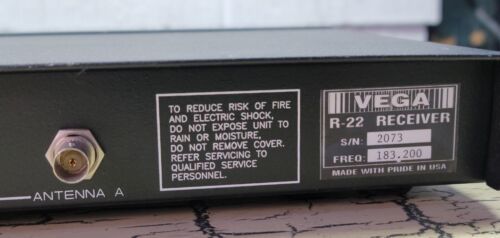 TO REDUCE RISK OF FIRE
AND ELECTRIC SHOCK,
DO NOT EXPOSE UNIT TO
RAIN OR MOISTURE,
DO NOT REMOVE COVER.
REFER SERVICING TO
QUALIFIED SERVICE
PERSONNEL.
VEGA
R-22 RECEIVER
S/N: 2073
FREQ: 183.200
MADE WITH PRIDE IN USA
ANTENNA A